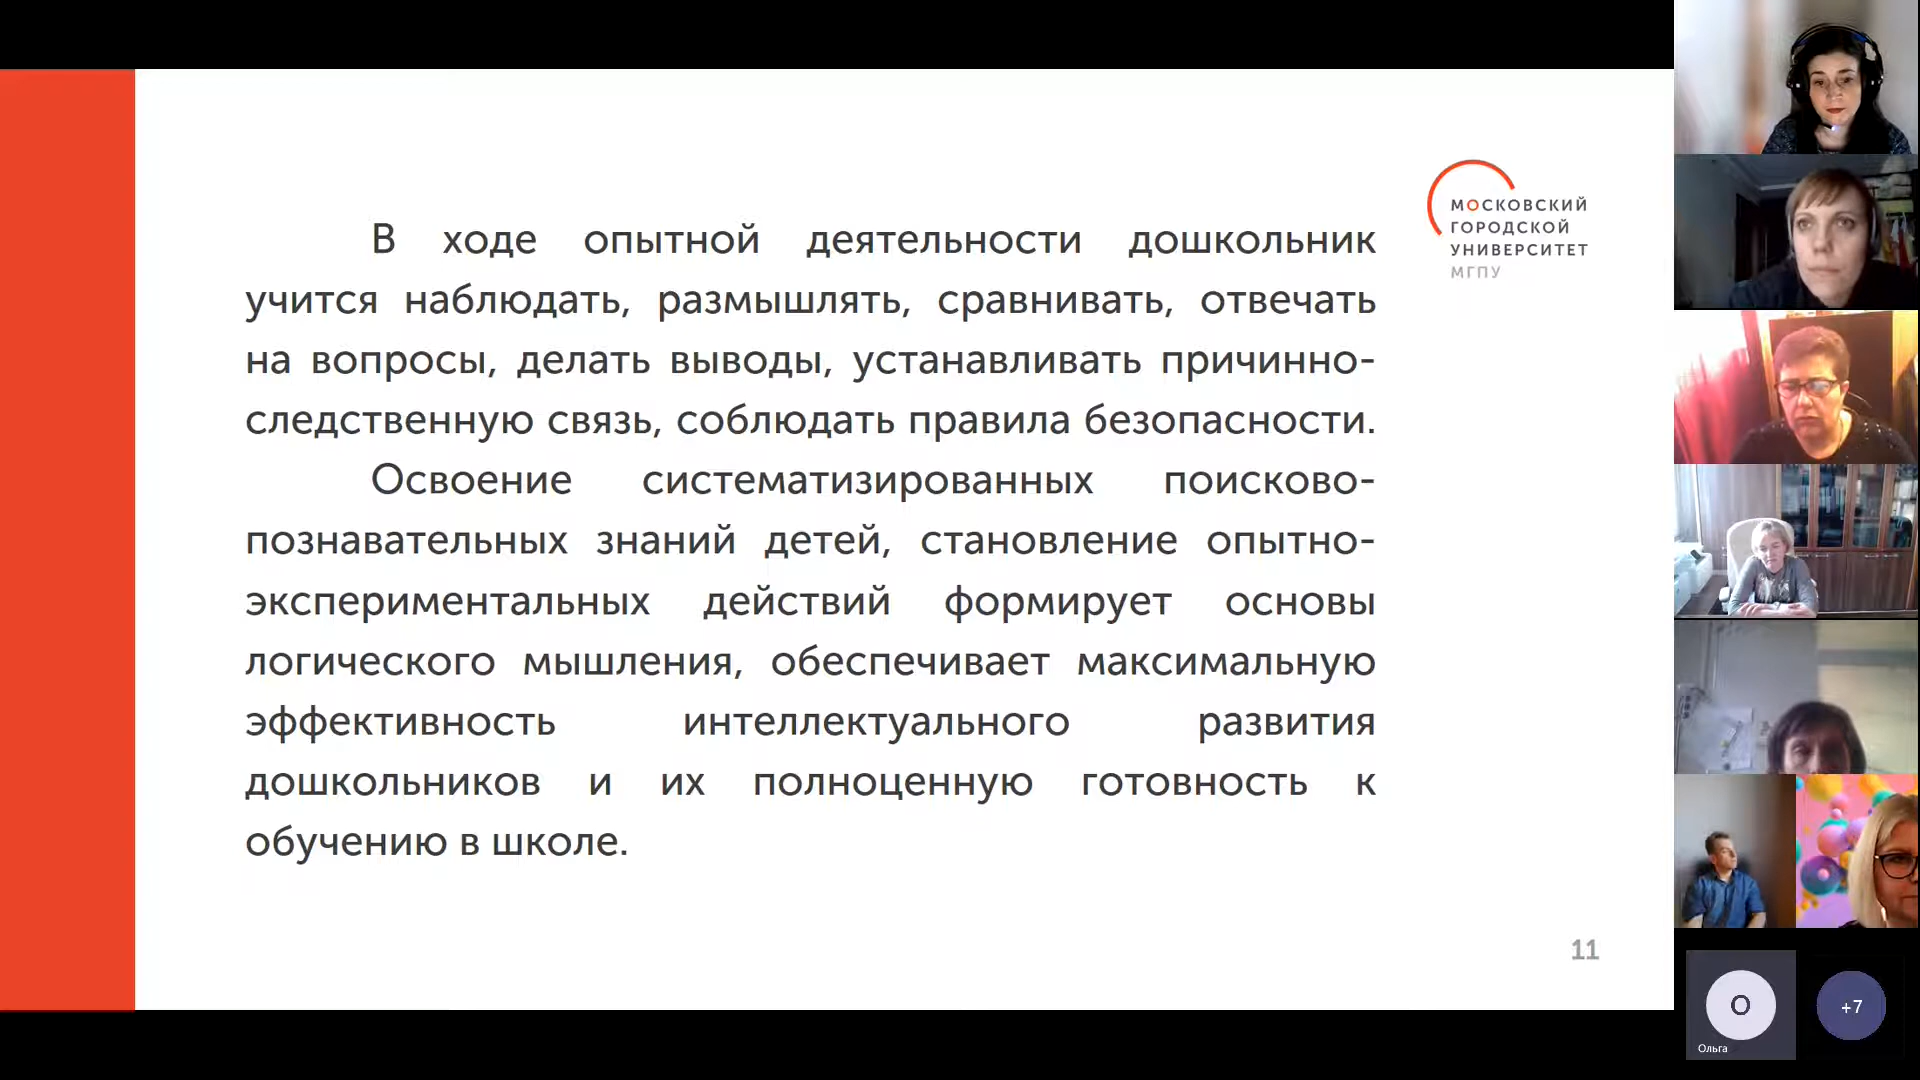 В ходе опытной деятельности дошкольник
учится наблюдать, размышлять, сравнивать, отвечать
на вопросы, делать выводы, устанавливать причинно-
следственную связь, соблюдать правила безопасности.
Освоение систематизированных поисково-
познавательных знаний детей, становление опытно-
экспериментальных действий формирует основы
логического мышления, обеспечивает максимальную
эффективность интеллектуального развития
дошкольников и их полноценную готовность к
обучению в школе.
МОСКОВСКИЙ
ГОРОДСКОЙ
УНИВЕРСИТЕТ
МГПУ
11
О
Ольга
+7